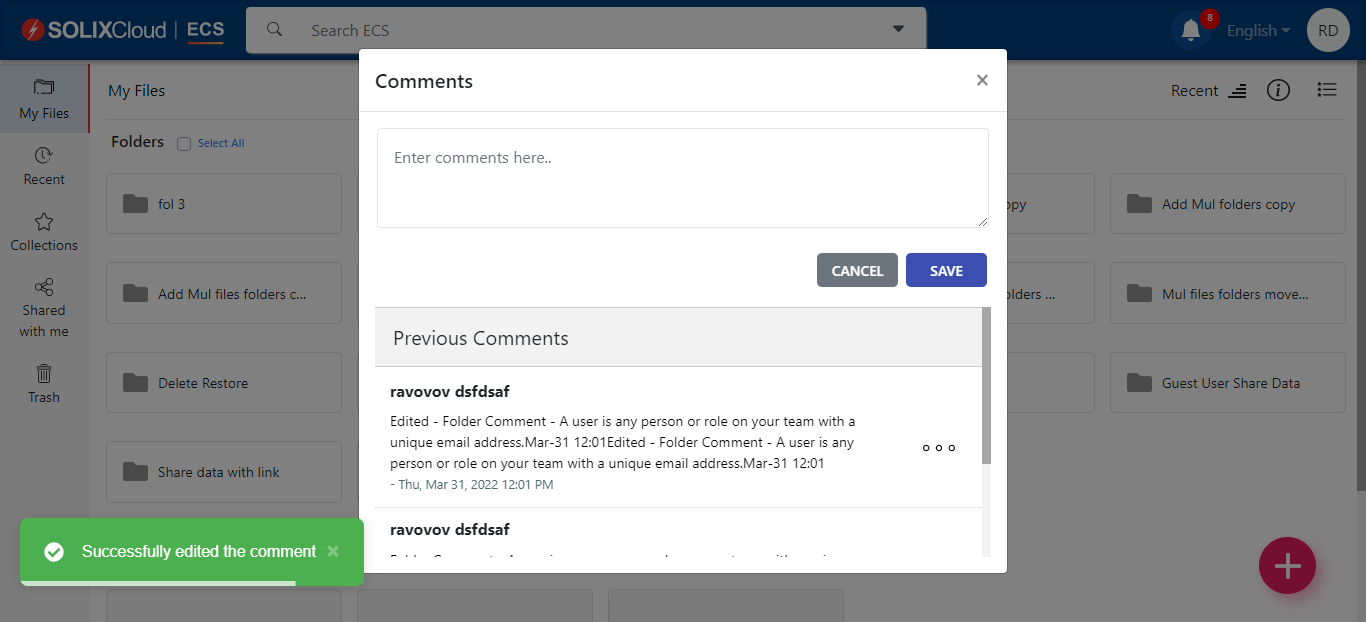 SOLIXCloud | ECS
Search ECS
8
English
RD
Comments
×
My Files
Recent
My Files
Folders
Select All
Enter comments here..
Recent
fol 3
opy
Add Mul folders copy
Collections
CANCEL
SAVE
Add Mul files folders c...
olders ...
Mul files folders move...
Shared
with me
Previous Comments
Delete Restore
Guest User Share Data
Trash
ravovov dsfdsaf
Edited - Folder Comment - A user is any person or role on your team with a
unique email address.Mar-31 12:01Edited - Folder Comment - A user is any
person or role on your team with a unique email address.Mar-31 12:01
- Thu, Mar 31, 2022 12:01 PM
Share data with link
ravovov dsfdsaf
Successfully edited the comment ×